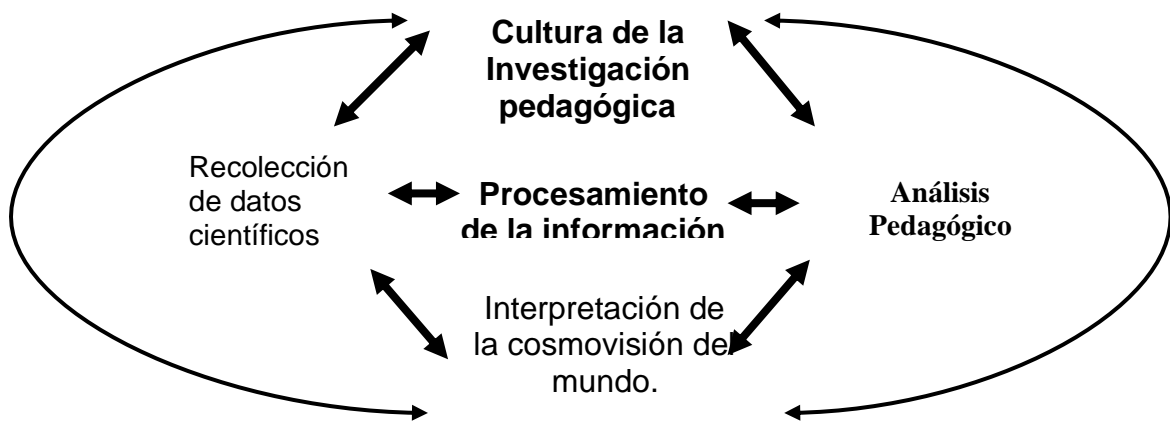 Cultura de la
Investigación
pedagógica
Recolección
de datos
científicos
Procesamiento
de la información
Análisis
Pedagógico
Interpretación de
la cosmovisión del
mundo.